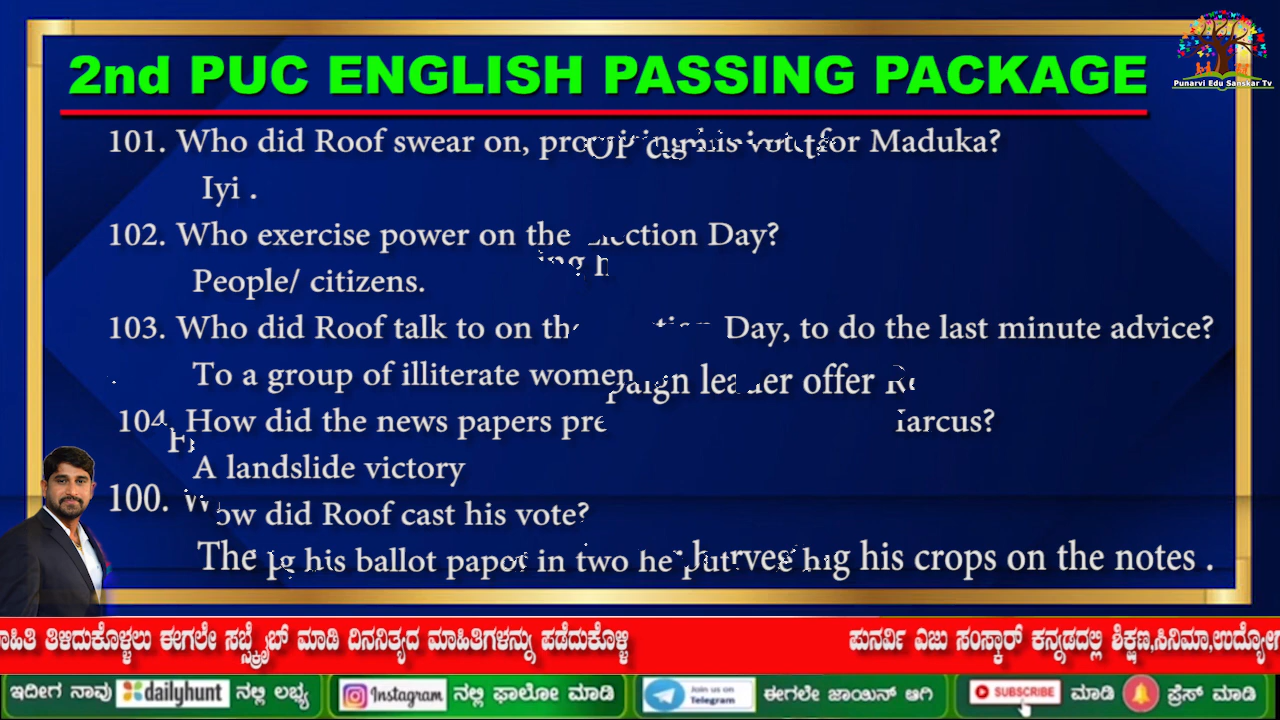 2nd PUC ENGLISH PASSING PACKAGE
Punarvi Edu Sanskar Tv
101. Who did Roof swear on, for Maduka?
Iyi .
102. Who exercise power on the Day?
People/ citizens.
103. Who did Roof talk to on Day, to do the last minute advice?
To a group of illiterate women
offer
104. How did the news papers
A landslide victory
100.
did Roof cast his vote?
The his ballot in two he his crops on the notes .
ತಿಳಿದುಕೊಳ್ಳಲು ಈಗಲೇ ಸಬ್ಸ್ಕ್ರೈಬ್ ಮಾಡಿ ದಿನನಿತ್ಯದ ಮಾಹಿತಿಗಳನ್ನು ಪಡೆದುಕೊಳ್ಳಿ ಪುನರ್ವಿ ಎಜು ಸಂಸ್ಕಾರ್ ಕನ್ನಡದಲ್ಲಿ ಶಿಕ್ಷಣ,ಸಿನಿಮಾ,
ಇದೀಗ ನಾವು dailyhunt ನಲ್ಲಿ ಲಭ್ಯ Instagram ನಲ್ಲಿ ಫಾಲೋ ಮಾಡಿ Join us on Telegram ಈಗಲೇ ಜಾಯಿನ್ ಆಗಿ SUBSCRIBE ಮಾಡಿ ಪ್ರೆಸ್ ಮಾಡಿ